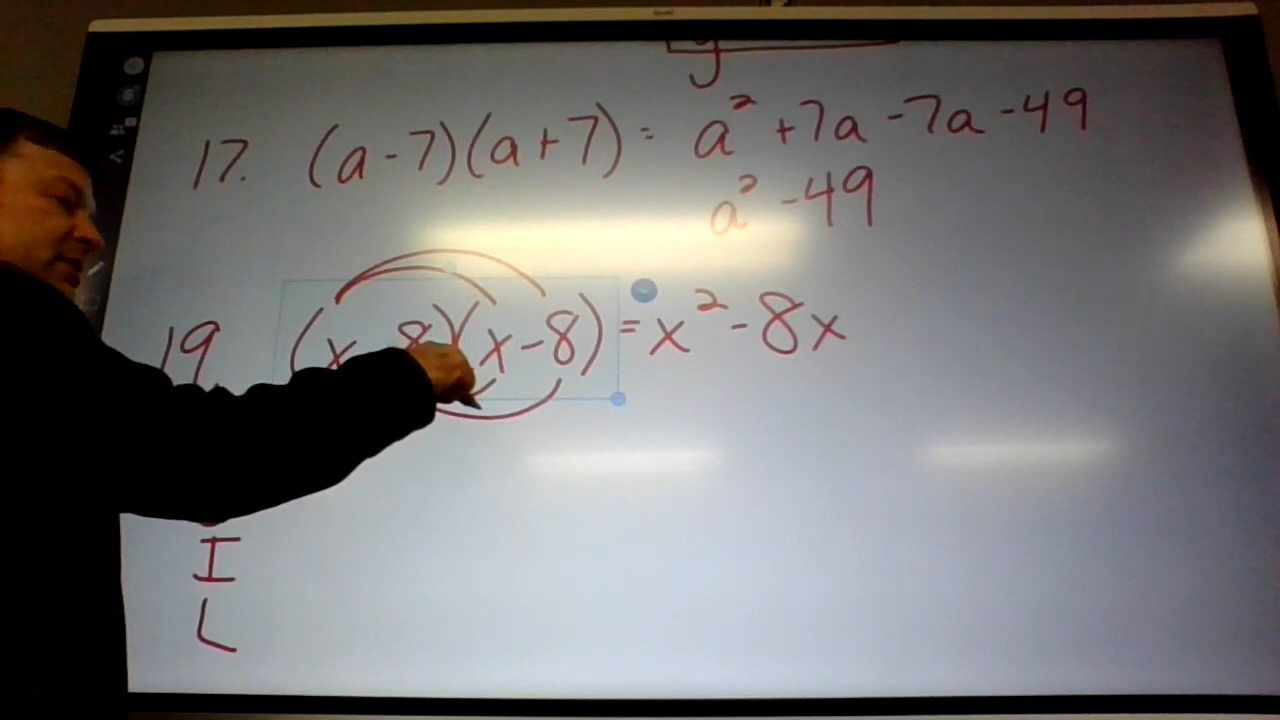 17. (a-7)(a+7) = a² +7a -7a -49
a² -49
19. (x-8)(x-8) = x² - 8x
I
L